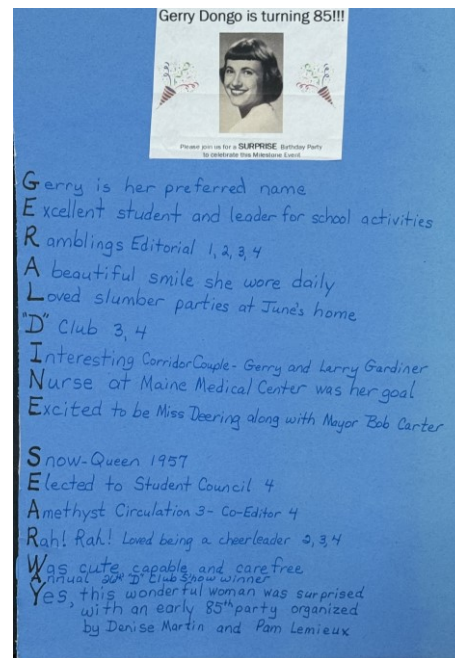 Gerry Dongo is turning 85!!!
Please join us for a SURPRISE Birthday Party
to celebrate this Milestone Event
Gerry is her preferred name
Excellent student and leader for school activities
Ramblings Editorial 1, 2, 3, 4
A beautiful smile she wore daily
Loved slumber parties at June's home
"D" Club 3, 4
Interesting Corridor Couple - Gerry and Larry Gardiner
Nurse at Maine Medical Center was her goal
Excited to be Miss Deering along with Mayor Bob Carter
Snow-Queen 1957
Elected to Student Council 4
Amethyst Circulation 3 - Co-Editor 4
Rah! Rah! Loved being a cheerleader 2, 3, 4
Was cute, capable and carefree
Annual "D" Club Show winner
Yes, this wonderful woman was surprised
with an early 85th party organized
by Denise Martin and Pam Lemieux